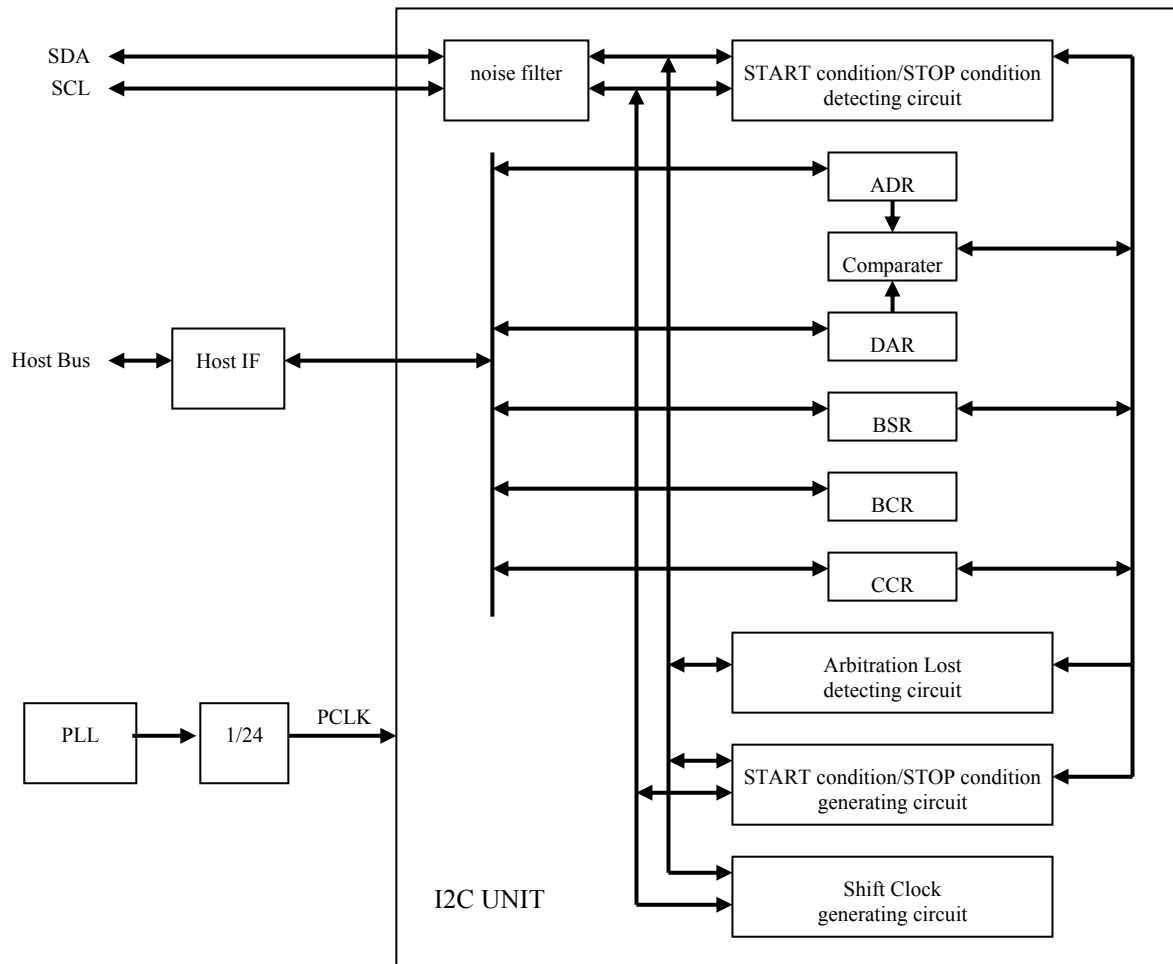 SDA
SCL
noise filter
START condition/STOP condition
detecting circuit
ADR
Comparater
DAR
Host Bus
Host IF
BSR
BCR
CCR
Arbitration Lost
detecting circuit
PLL
1/24
PCLK
START condition/STOP condition
generating circuit
I2C UNIT
Shift Clock
generating circuit